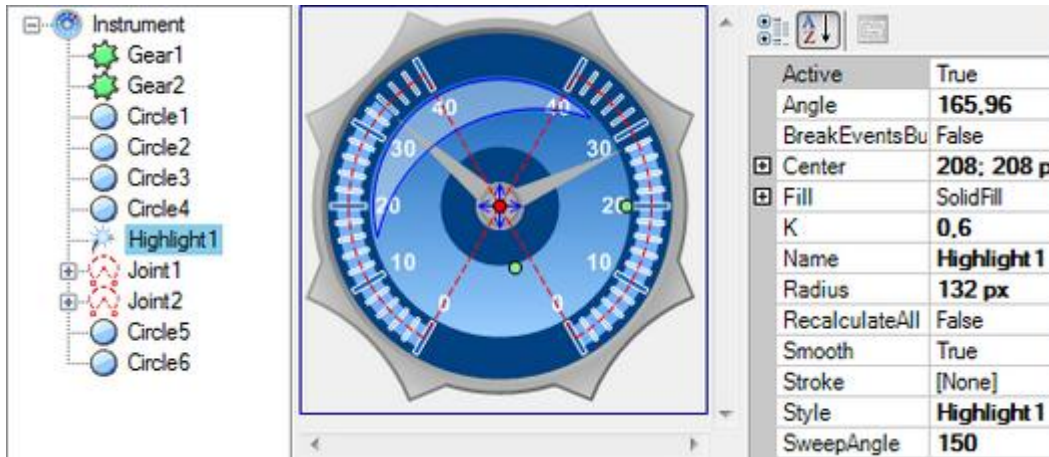 Instrument
Gear1
Gear2
Circle1
Circle2
Circle3
Circle4
Highlight1
Joint1
Joint2
Circle5
Circle6
40 40
30 30
20 20
10 10
0 0
A
Z
Active True
Angle 165,96
BreakEventsBu False
Center 208; 208 p
Fill SolidFill
K 0,6
Name Highlight1
Radius 132 px
RecalculateAll False
Smooth True
Stroke [None]
Style Highlight1
SweepAngle 150